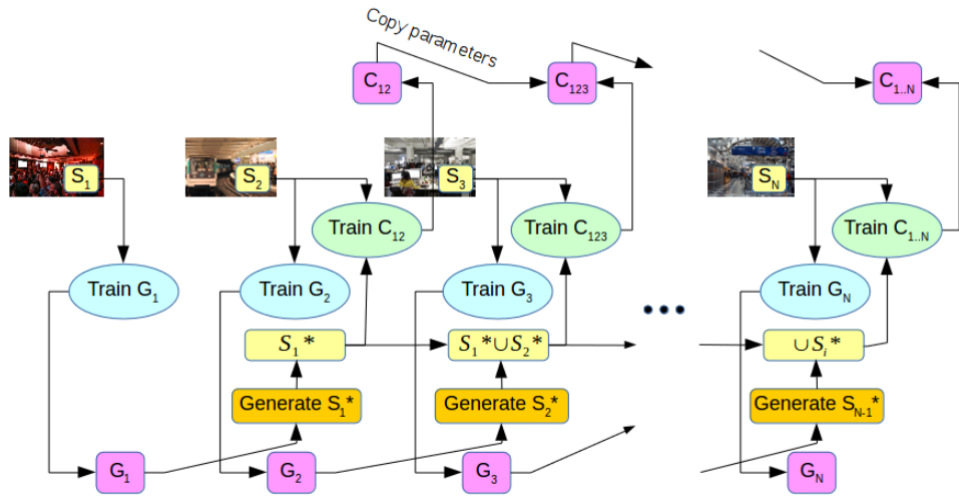 Copy parameters
C12
C123
C1..N
S1
S2
S3
SN
Train C12
Train C123
Train C1..N
Train G1
Train G2
Train G3
Train GN
...
S1*
S1*∪S2*
∪Si*
Generate S1*
Generate S2*
Generate SN-1*
G1
G2
G3
GN